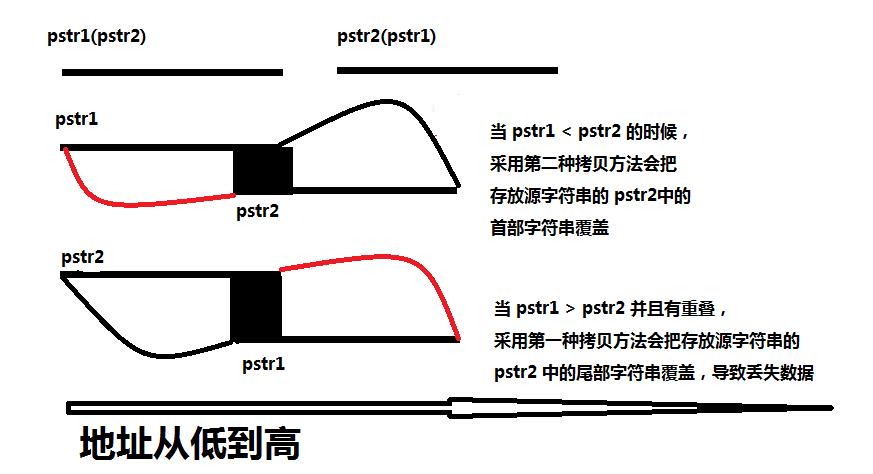 pstr1(pstr2)
pstr2(pstr1)
pstr1
当 pstr1 < pstr2 的时候，
采用第二种拷贝方法会把
存放源字符串的 pstr2中的
首部字符串覆盖
pstr2
pstr2
当 pstr1 > pstr2 并且有重叠，
采用第一种拷贝方法会把存放源字符串的
pstr2 中的尾部字符串覆盖，导致丢失数据
pstr1
地址从低到高